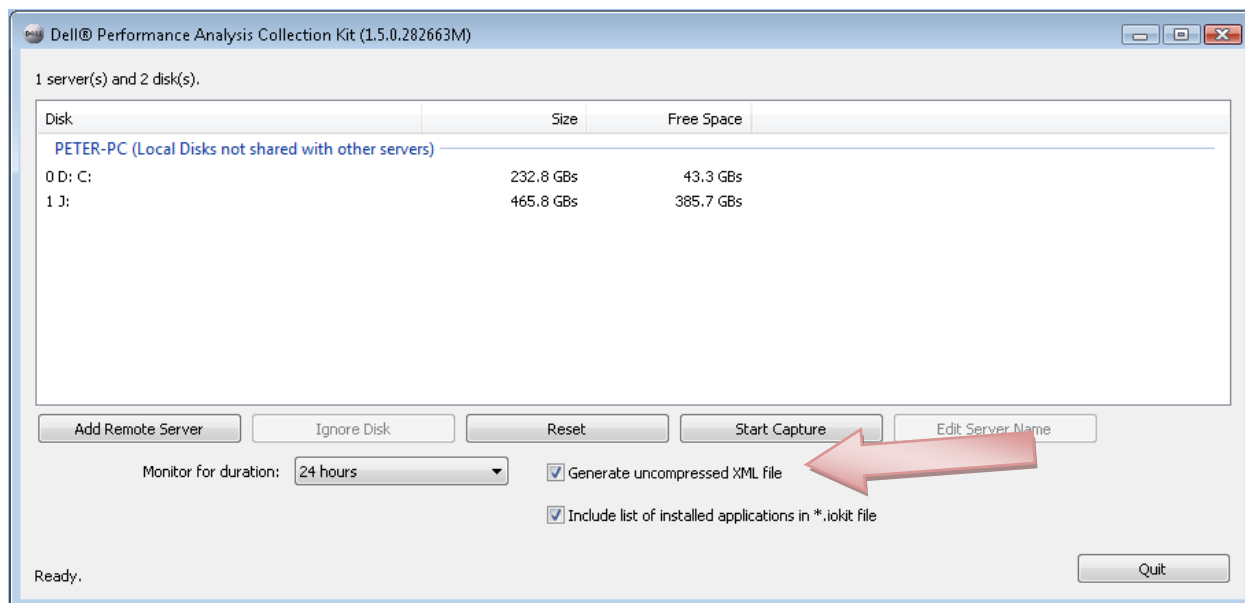 Dell® Performance Analysis Collection Kit (1.5.0.282663M)
1 server(s) and 2 disk(s).
Disk Size Free Space
PETER-PC (Local Disks not shared with other servers)
0 D: C: 232.8 GBs 43.3 GBs
1 J: 465.8 GBs 385.7 GBs
Add Remote Server Ignore Disk Reset Start Capture Edit Server Name
Monitor for duration: 24 hours Generate uncompressed XML file
Include list of installed applications in *.iokit file
Ready. Quit